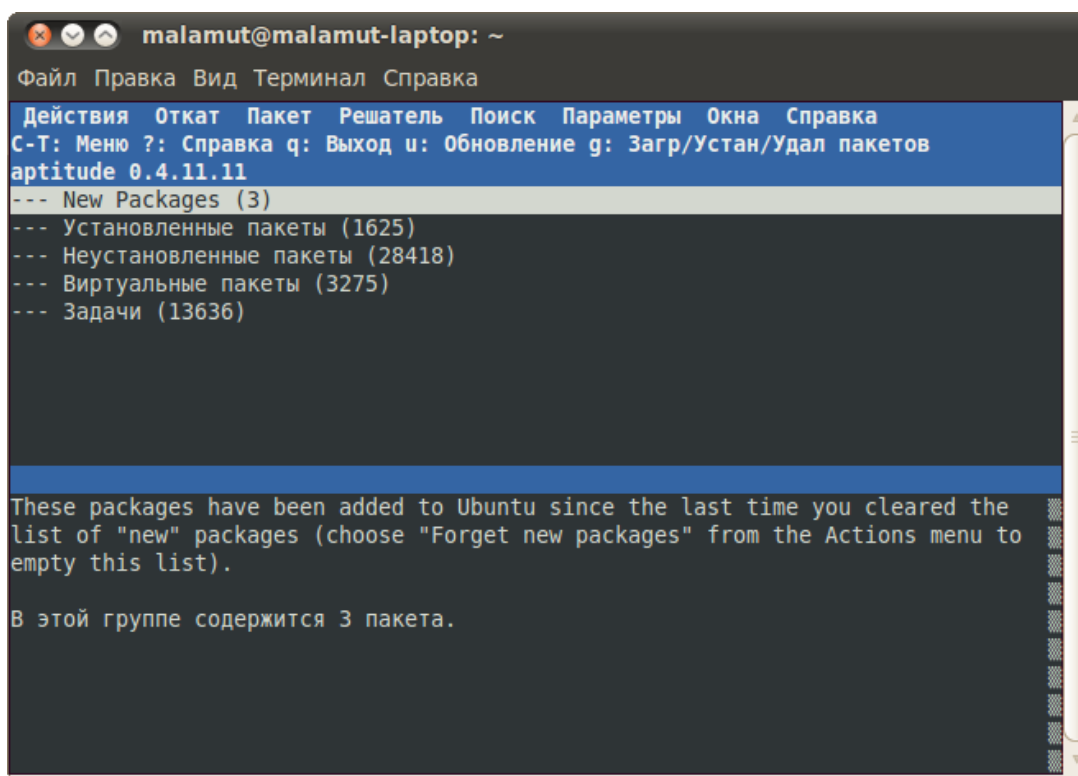 malamut@malamut-laptop: ~
Файл Правка Вид Терминал Справка
Действия Откат Пакет Решатель Поиск Параметры Окна Справка
C-T: Меню ?: Справка q: Выход u: Обновление g: Загр/Устан/Удал пакетов
aptitude 0.4.11.11
--- New Packages (3)
--- Установленные пакеты (1625)
--- Неустановленные пакеты (28418)
--- Виртуальные пакеты (3275)
--- Задачи (13636)
These packages have been added to Ubuntu since the last time you cleared the
list of "new" packages (choose "Forget new packages" from the Actions menu to
empty this list).
В этой группе содержится 3 пакета.